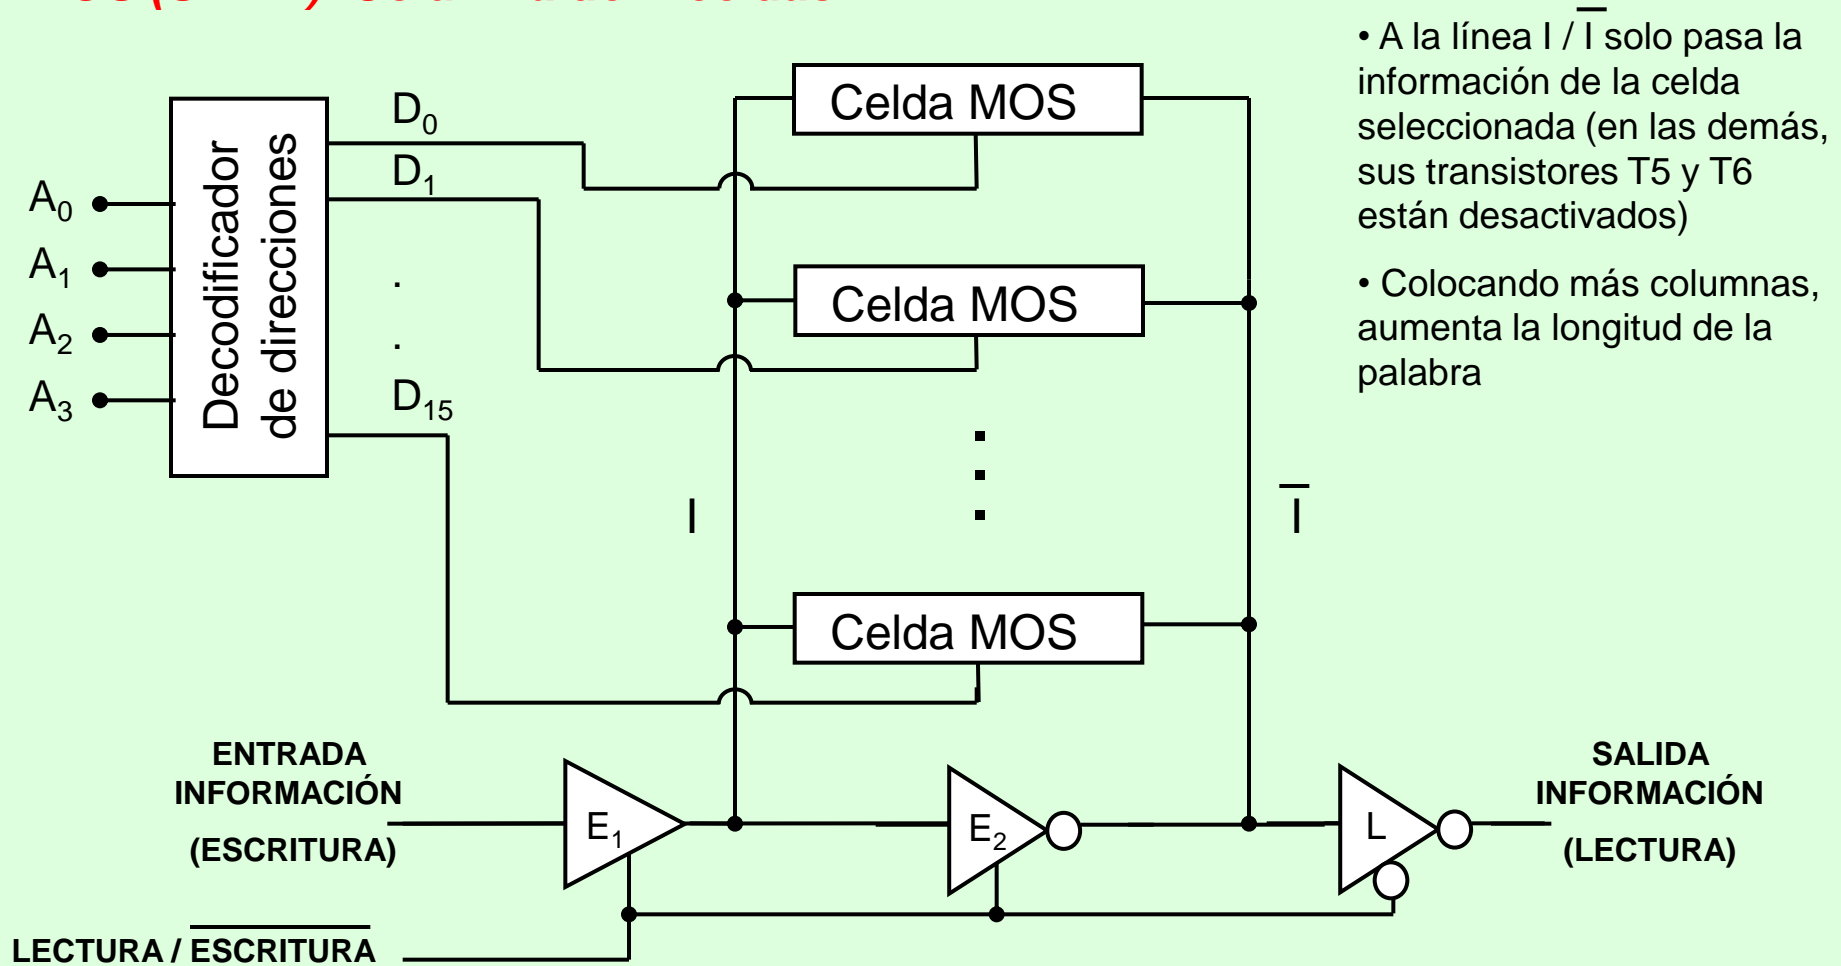 • A la línea I / I̅ solo pasa la
información de la celda
seleccionada (en las demás,
sus transistores T5 y T6
están desactivados)
• Colocando más columnas,
aumenta la longitud de la
palabra
Decodificador
de direcciones
A₀
A₁
A₂
A₃
D₀
D₁
.
.
D₁₅
Celda MOS
Celda MOS
Celda MOS
I
I̅
ENTRADA
INFORMACIÓN
(ESCRITURA)
E₁
E₂
L
SALIDA
INFORMACIÓN
(LECTURA)
LECTURA / E̅S̅C̅R̅I̅T̅U̅R̅A̅